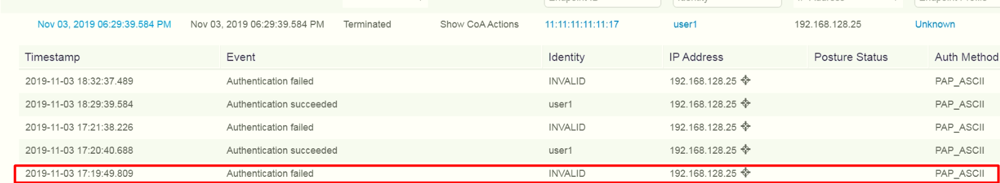 Nov 03, 2019 06:29:39.584 PM Nov 03, 2019 06:29:39.584 PM Terminated Show CoA Actions 11:11:11:11:11:17 user1 192.168.128.25 Unknown
Timestamp Event Identity IP Address Posture Status Auth Method
2019-11-03 18:32:37.489 Authentication failed INVALID 192.168.128.25 PAP_ASCII
2019-11-03 18:29:39.584 Authentication succeeded user1 192.168.128.25 PAP_ASCII
2019-11-03 17:21:38.226 Authentication failed INVALID 192.168.128.25 PAP_ASCII
2019-11-03 17:20:40.688 Authentication succeeded user1 192.168.128.25 PAP_ASCII
2019-11-03 17:19:49.809 Authentication failed INVALID 192.168.128.25 PAP_ASCII